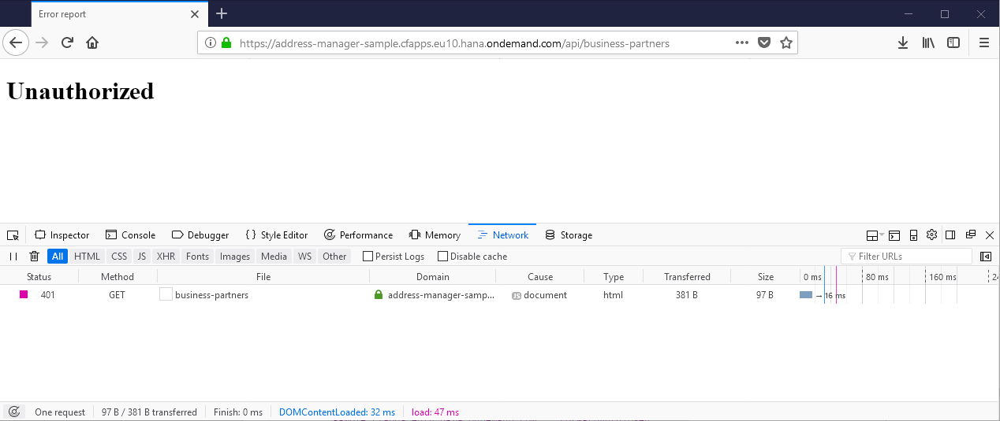 Error report
https://address-manager-sample.cfapps.eu10.hana.ondemand.com/api/business-partners
Unauthorized
Inspector Console Debugger {} Style Editor Performance Memory Network Storage
All HTML CSS JS XHR Fonts Images Media WS Other Persist Logs Disable cache Filter URLs
Status Method File Domain Cause Type Transferred Size 0 ms 80 ms 160 ms 24
401 GET business-partners address-manager-samp... JS document html 381 B 97 B → 16 ms
One request 97 B / 381 B transferred Finish: 0 ms DOMContentLoaded: 32 ms load: 47 ms